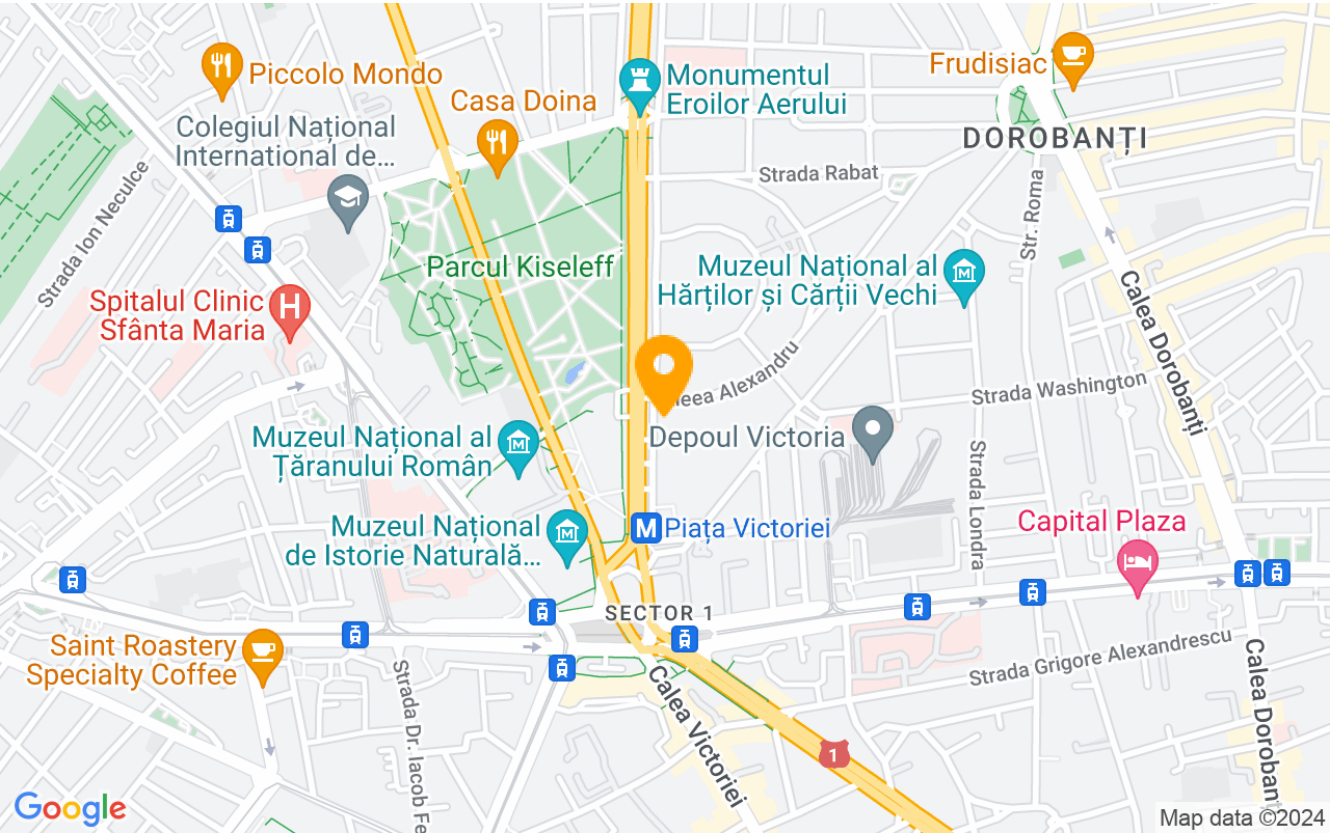 Piccolo Mondo
Casa Doina
Colegiul Național
International de...
Monumentul
Eroilor Aerului
Frudisiac
DOROBANȚI
Strada Rabat
Str. Roma
Strada Ion Neculce
Parcul Kiseleff
Muzeul Național al
Hărților și Cărții Vechi
Spitalul Clinic
Sfânta Maria
H
Calea Dorobanți
Aleea Alexandru
Strada Washington
Muzeul Național al
Țăranului Român
M
Depoul Victoria
Strada Londra
Muzeul Național
de Istorie Naturală...
M
M
Piața Victoriei
Capital Plaza
SECTOR 1
Saint Roastery
Specialty Coffee
Strada Dr. Iacob Fe
Calea Victoriei
Strada Grigore Alexandrescu
Calea Dorobanț
1
Google
Map data ©2024